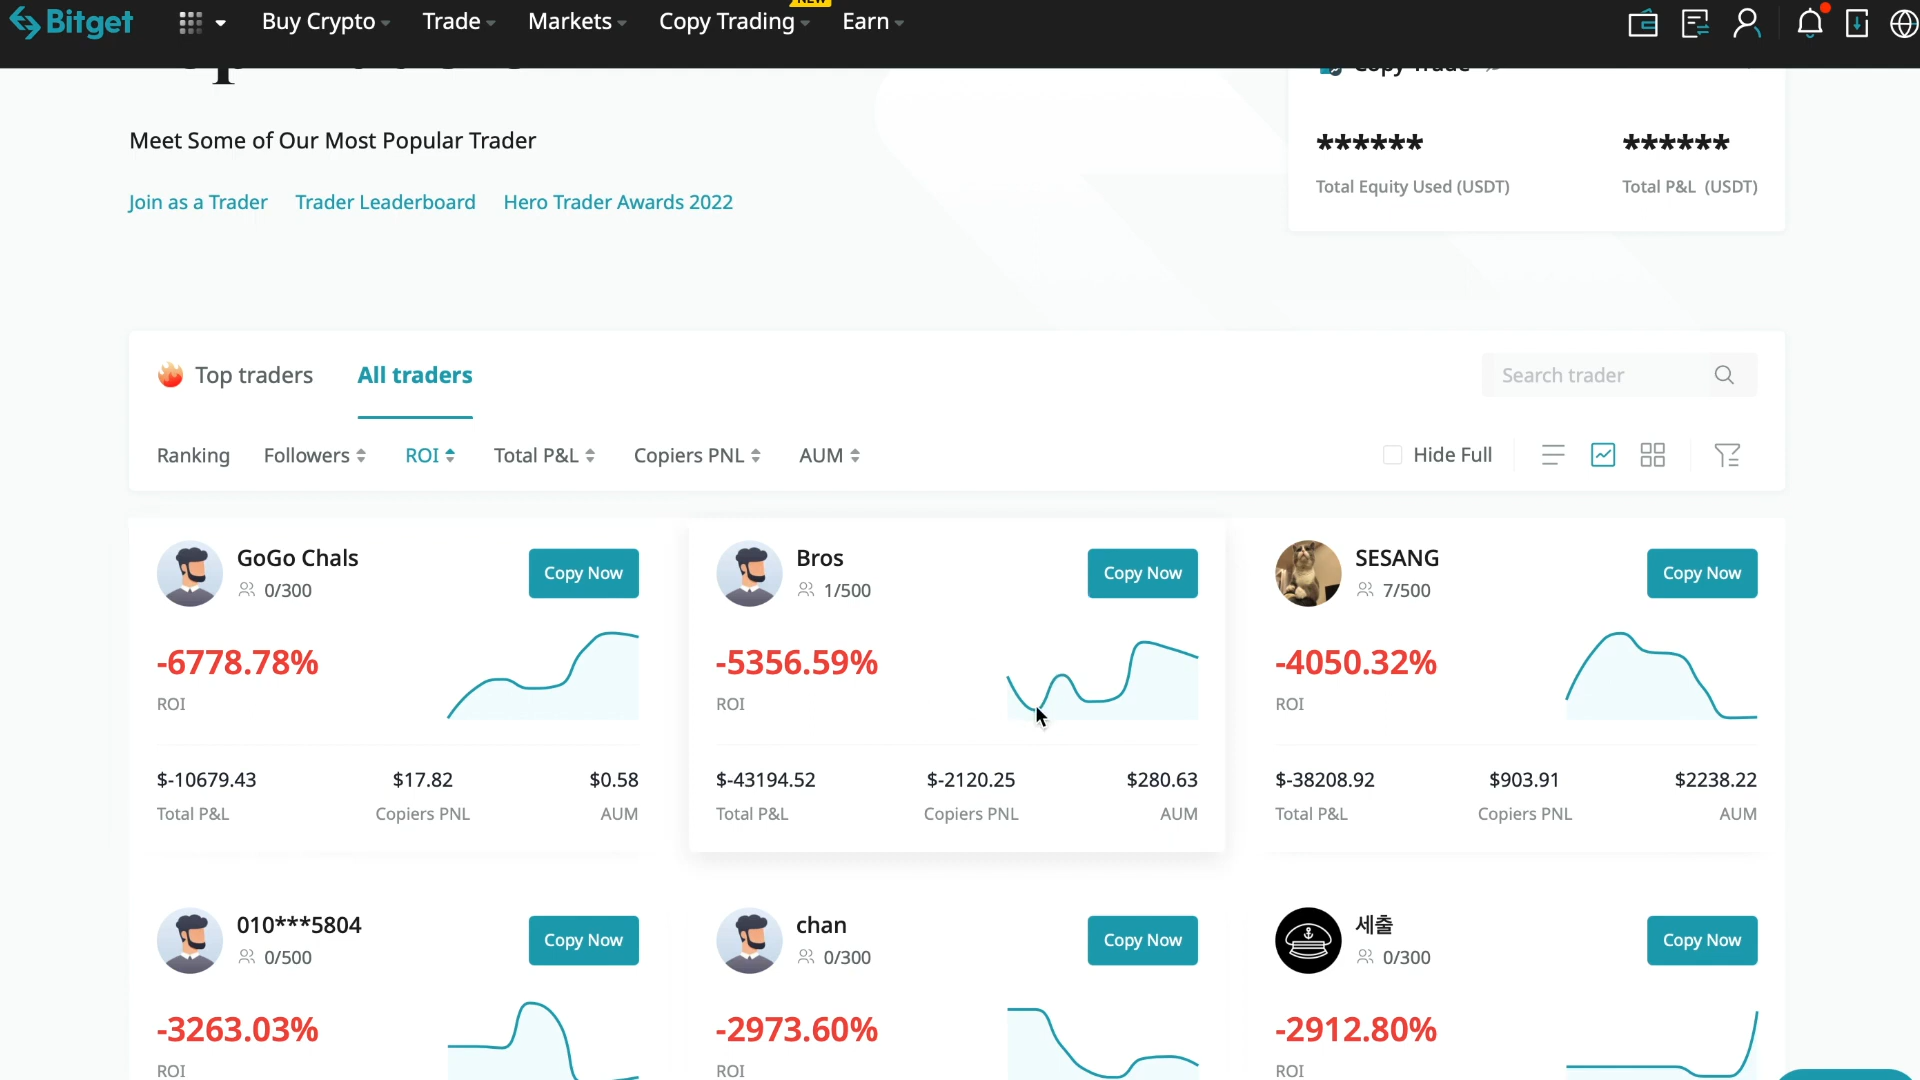 Bitget
Buy Crypto
Trade
Markets
Copy Trading
NEW
Earn
Copy Trade
Meet Some of Our Most Popular Trader
****** ******
Total Equity Used (USDT) Total P&L (USDT)
Join as a Trader Trader Leaderboard Hero Trader Awards 2022
Top traders All traders
Search trader
Ranking Followers ROI Total P&L Copiers PNL AUM
Hide Full
GoGo Chals
0/300
Copy Now
-6778.78%
ROI
$-10679.43 $17.82 $0.58
Total P&L Copiers PNL AUM
Bros
1/500
Copy Now
-5356.59%
ROI
$-43194.52 $-2120.25 $280.63
Total P&L Copiers PNL AUM
SESANG
7/500
Copy Now
-4050.32%
ROI
$-38208.92 $903.91 $2238.22
Total P&L Copiers PNL AUM
010***5804
0/500
Copy Now
-3263.03%
ROI
chan
0/300
Copy Now
-2973.60%
ROI
세출
0/300
Copy Now
-2912.80%
ROI